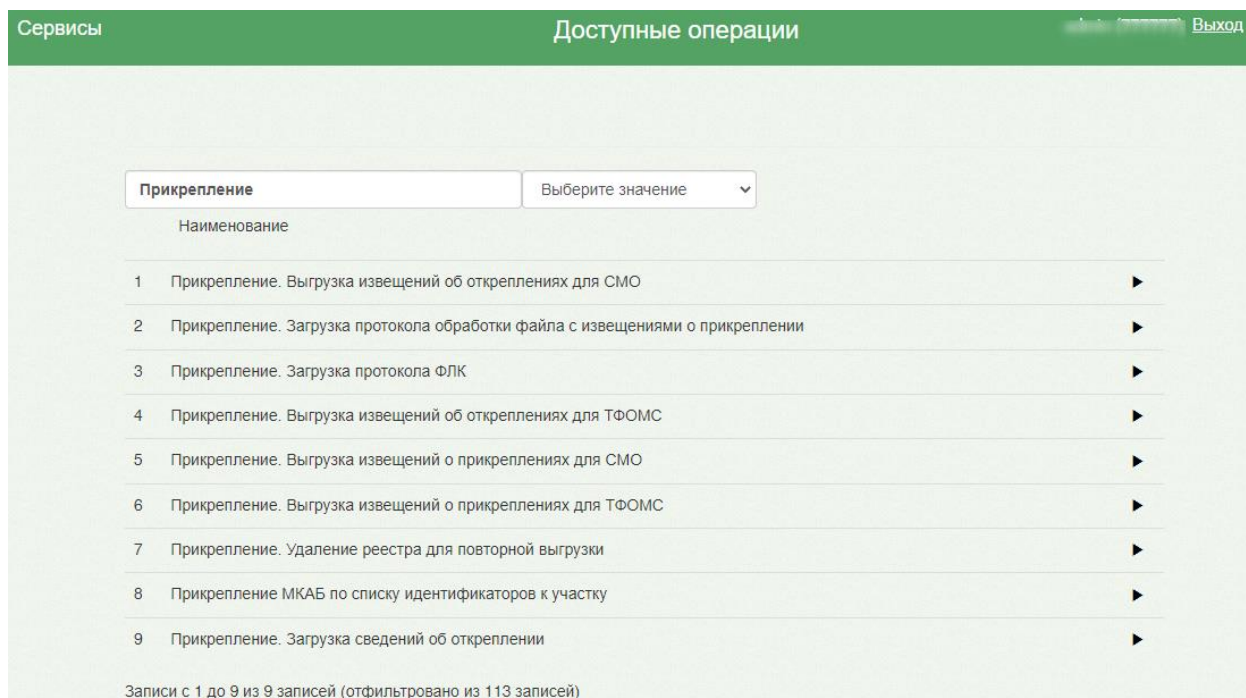 Сервисы
Доступные операции
Выход
Прикрепление
Выберите значение
Наименование
1 Прикрепление. Выгрузка извещений об откреплениях для СМО
2 Прикрепление. Загрузка протокола обработки файла с извещениями о прикреплении
3 Прикрепление. Загрузка протокола ФЛК
4 Прикрепление. Выгрузка извещений об откреплениях для ТФОМС
5 Прикрепление. Выгрузка извещений о прикреплениях для СМО
6 Прикрепление. Выгрузка извещений о прикреплениях для ТФОМС
7 Прикрепление. Удаление реестра для повторной выгрузки
8 Прикрепление МКАБ по списку идентификаторов к участку
9 Прикрепление. Загрузка сведений об откреплении
Записи с 1 до 9 из 9 записей (отфильтровано из 113 записей)